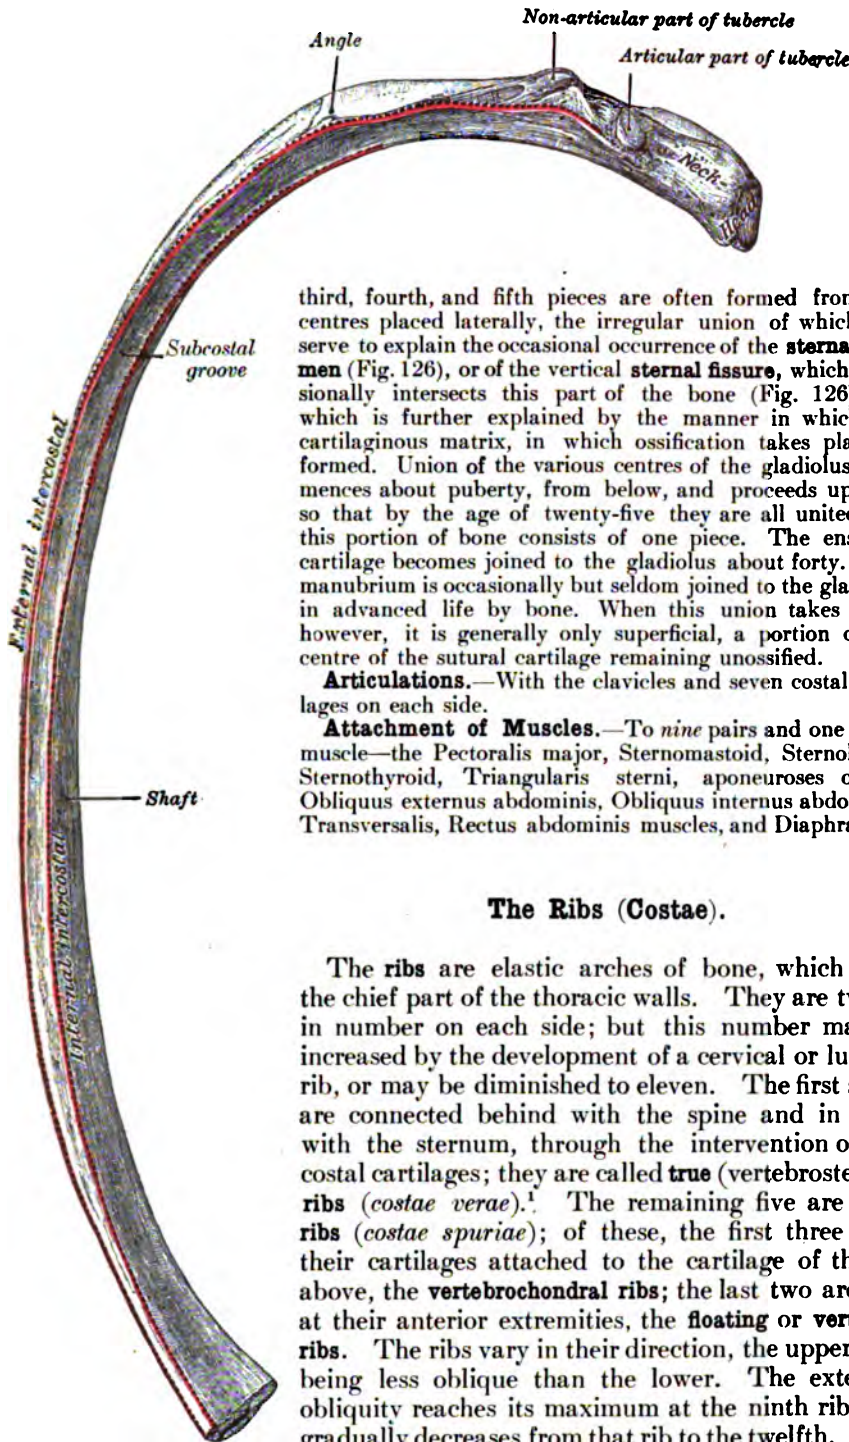 Non-articular part of tubercle
Angle
Articular part of tubercle
Neck
Head
third, fourth, and fifth pieces are often formed from
centres placed laterally, the irregular union of which
serve to explain the occasional occurrence of the sterna
men (Fig. 126), or of the vertical sternal fissure, which
sionally intersects this part of the bone (Fig. 126
which is further explained by the manner in whic
cartilaginous matrix, in which ossification takes pla
formed. Union of the various centres of the gladiolus
mences about puberty, from below, and proceeds up
so that by the age of twenty-five they are all united
this portion of bone consists of one piece. The ens
cartilage becomes joined to the gladiolus about forty.
manubrium is occasionally but seldom joined to the gla
in advanced life by bone. When this union takes
however, it is generally only superficial, a portion o
centre of the sutural cartilage remaining unossified.
Articulations.—With the clavicles and seven costal
lages on each side.
Attachment of Muscles.—To nine pairs and one
muscle—the Pectoralis major, Sternomastoid, Sterno
Sternothyroid, Triangularis sterni, aponeuroses o
Obliquus externus abdominis, Obliquus internus abdo
Transversalis, Rectus abdominis muscles, and Diaphra
Subcostal
groove
External intercostal
Shaft
Internal intercostal
The Ribs (Costae).
The ribs are elastic arches of bone, which
the chief part of the thoracic walls. They are tw
in number on each side; but this number ma
increased by the development of a cervical or lu
rib, or may be diminished to eleven. The first
are connected behind with the spine and in
with the sternum, through the intervention o
costal cartilages; they are called true (vertebroste
ribs (costae verae).¹ The remaining five are
ribs (costae spuriae); of these, the first three
their cartilages attached to the cartilage of th
above, the vertebrochondral ribs; the last two are
at their anterior extremities, the floating or vert
ribs. The ribs vary in their direction, the upper
being less oblique than the lower. The exte
obliquity reaches its maximum at the ninth rib
gradually decreases from that rib to the twelfth.